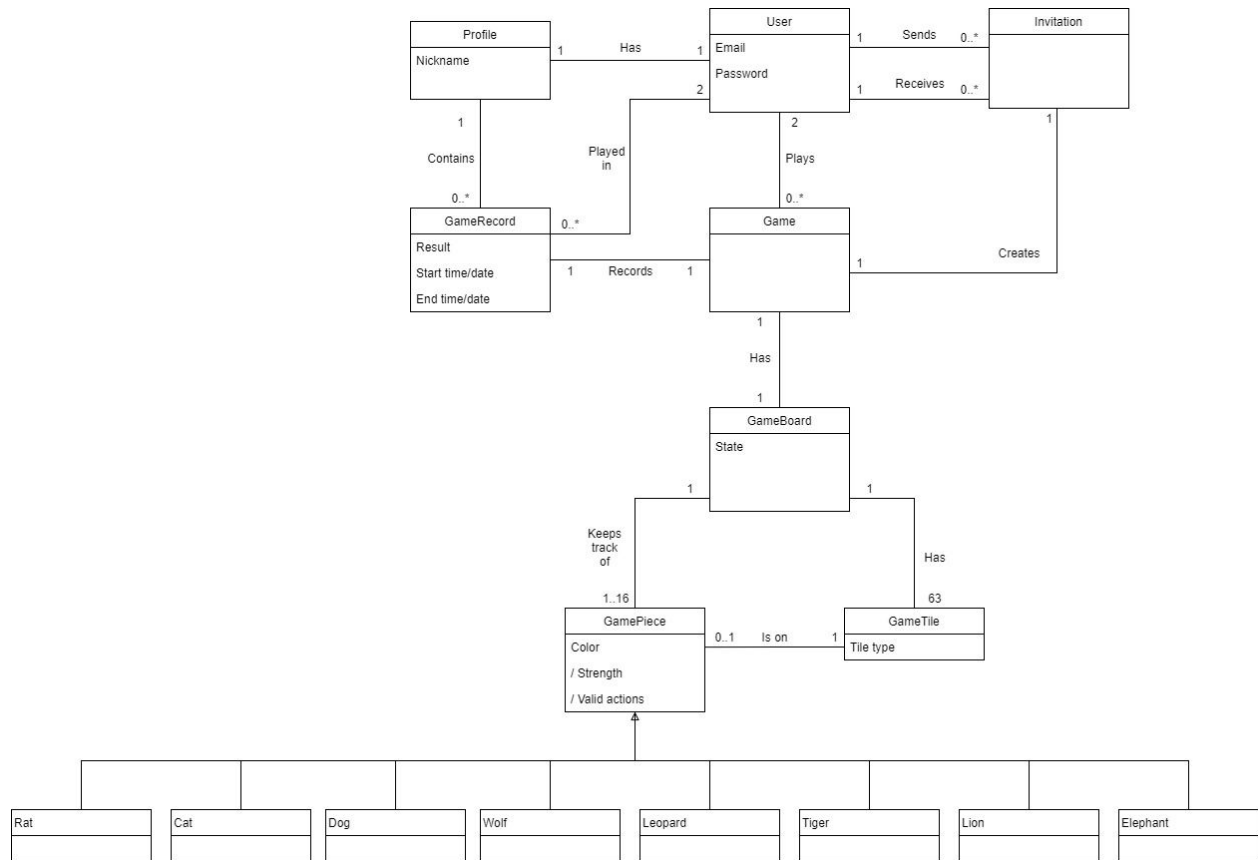 User
Invitation
Profile
Email
Password
Nickname
1
Has
1
1
Sends
0..*
1
Receives
0..*
2
1
Contains
0..*
Played
in
2
Plays
0..*
1
GameRecord
Result
Start time/date
End time/date
0..*
1
Records
1
Game
1
Creates
1
Has
1
GameBoard
State
1
1
Keeps
track
of
Has
1..16
63
GamePiece
Color
/ Strength
/ Valid actions
0..1
Is on
1
GameTile
Tile type
Rat
Cat
Dog
Wolf
Leopard
Tiger
Lion
Elephant